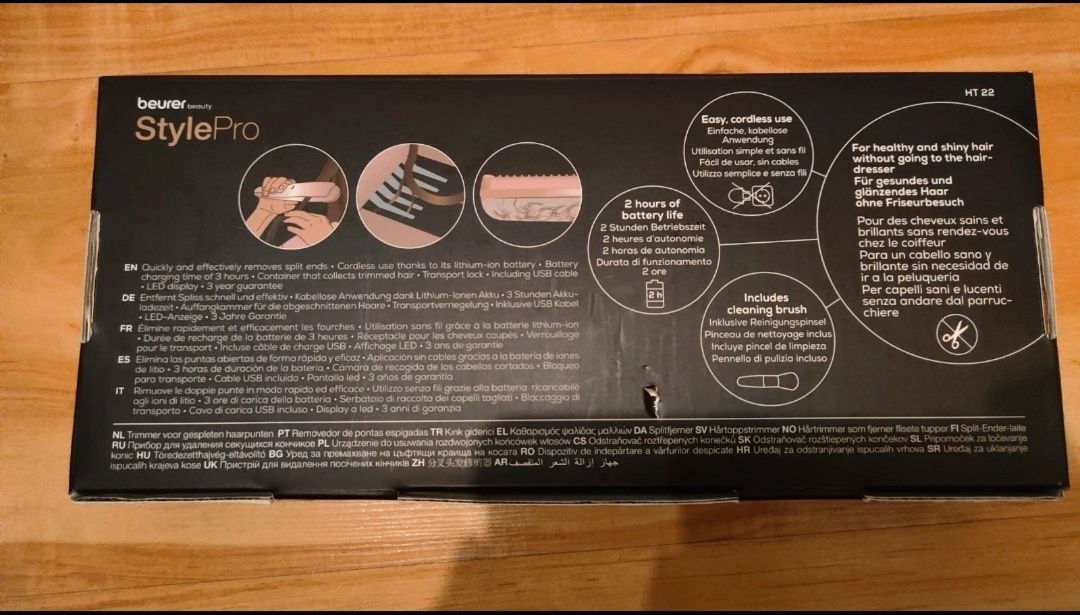 beurer beauty
StylePro
HT 22
Easy, cordless use
Einfache, kabellose
Anwendung
Utilisation simple et sans fil
Fácil de usar, sin cables
Utilizzo semplice e senza fili
For healthy and shiny hair
without going to the hair-
dresser
Für gesundes und
glänzendes Haar
ohne Friseurbesuch
Pour des cheveux sains et
brillants sans rendez-vous
chez le coiffeur
Para un cabello sano y
brillante sin necesidad de
ir a la peluquería
Per capelli sani e lucenti
senza andare dal parruc-
chiere
2 hours of
battery life
2 Stunden Betriebszeit
2 heures d'autonomie
2 horas de autonomía
Durata di funzionamento
2 ore
2 h
Includes
cleaning brush
Inklusive Reinigungspinsel
Pinceau de nettoyage inclus
Incluye pincel de limpieza
Pennello di pulizia incluso
EN Quickly and effectively removes split ends • Cordless use thanks to its lithium-ion battery • Battery
charging time of 3 hours • Container that collects trimmed hair • Transport lock • Including USB cable
• LED display • 3 year guarantee
DE Entfernt Spliss schnell und effektiv • Kabellose Anwendung dank Lithium-Ionen Akku • 3 Stunden Akku-
ladezeit • Auffangkammer für die abgeschnittenen Haare • Transportverriegelung • Inklusive USB Kabel
• LED-Anzeige • 3 Jahre Garantie
FR Élimine rapidement et efficacement les fourches • Utilisation sans fil grâce à la batterie lithium-ion
• Durée de recharge de la batterie de 3 heures • Réceptacle pour les cheveux coupés • Verrouillage
pour le transport • Incluse câble de charge USB • Affichage LED • 3 ans de garantie
ES Elimina las puntas abiertas de forma rápida y eficaz • Aplicación sin cables gracias a la batería de iones
de litio • 3 horas de duración de la batería • Cámara de recogida de los cabellos cortados • Bloqueo
para transporte • Cable USB incluido • Pantalla led • 3 años de garantía
IT Rimuove le doppie punte in modo rapido ed efficace • Utilizzo senza fili grazie alla batteria ricaricabile
agli ioni di litio • 3 ore di carica della batteria • Serbatoio di raccolta dei capelli tagliati • Bloccaggio di
trasporto • Cavo di carica USB incluso • Display a led • 3 anni di garanzia
NL Trimmer voor gespleten haarpunten PT Removedor de pontas espigadas TR Kırık giderici EL Καθαρισμός ψαλίδας μαλλιών DA Splitfjerner SV Hårtoppstrimmer NO Hårtrimmer som fjerner flisete tupper FI Split-Ender-laite
RU Прибор для удаления секущихся кончиков PL Urządzenie do usuwania rozdwojonych końcówek włosów CS Odstraňovač roztřepených konečků SK Odstraňovač rozštiepených končekov SL Pripomoček za ločevanje
konic HU Töredezetthajvég-eltávolító BG Уред за премахване на цъфтящи краища на косата RO Dispozitiv de îndepărtare a vârfurilor despicate HR Uređaj za odstranjivanje ispucalih vrhova SR Uređaj za uklanjanje
ispucalih krajeva kose UK Пристрій для видалення посічених кінчиків ZH 分叉头发修剪器 AR جهاز إزالة الشعر المتقصف